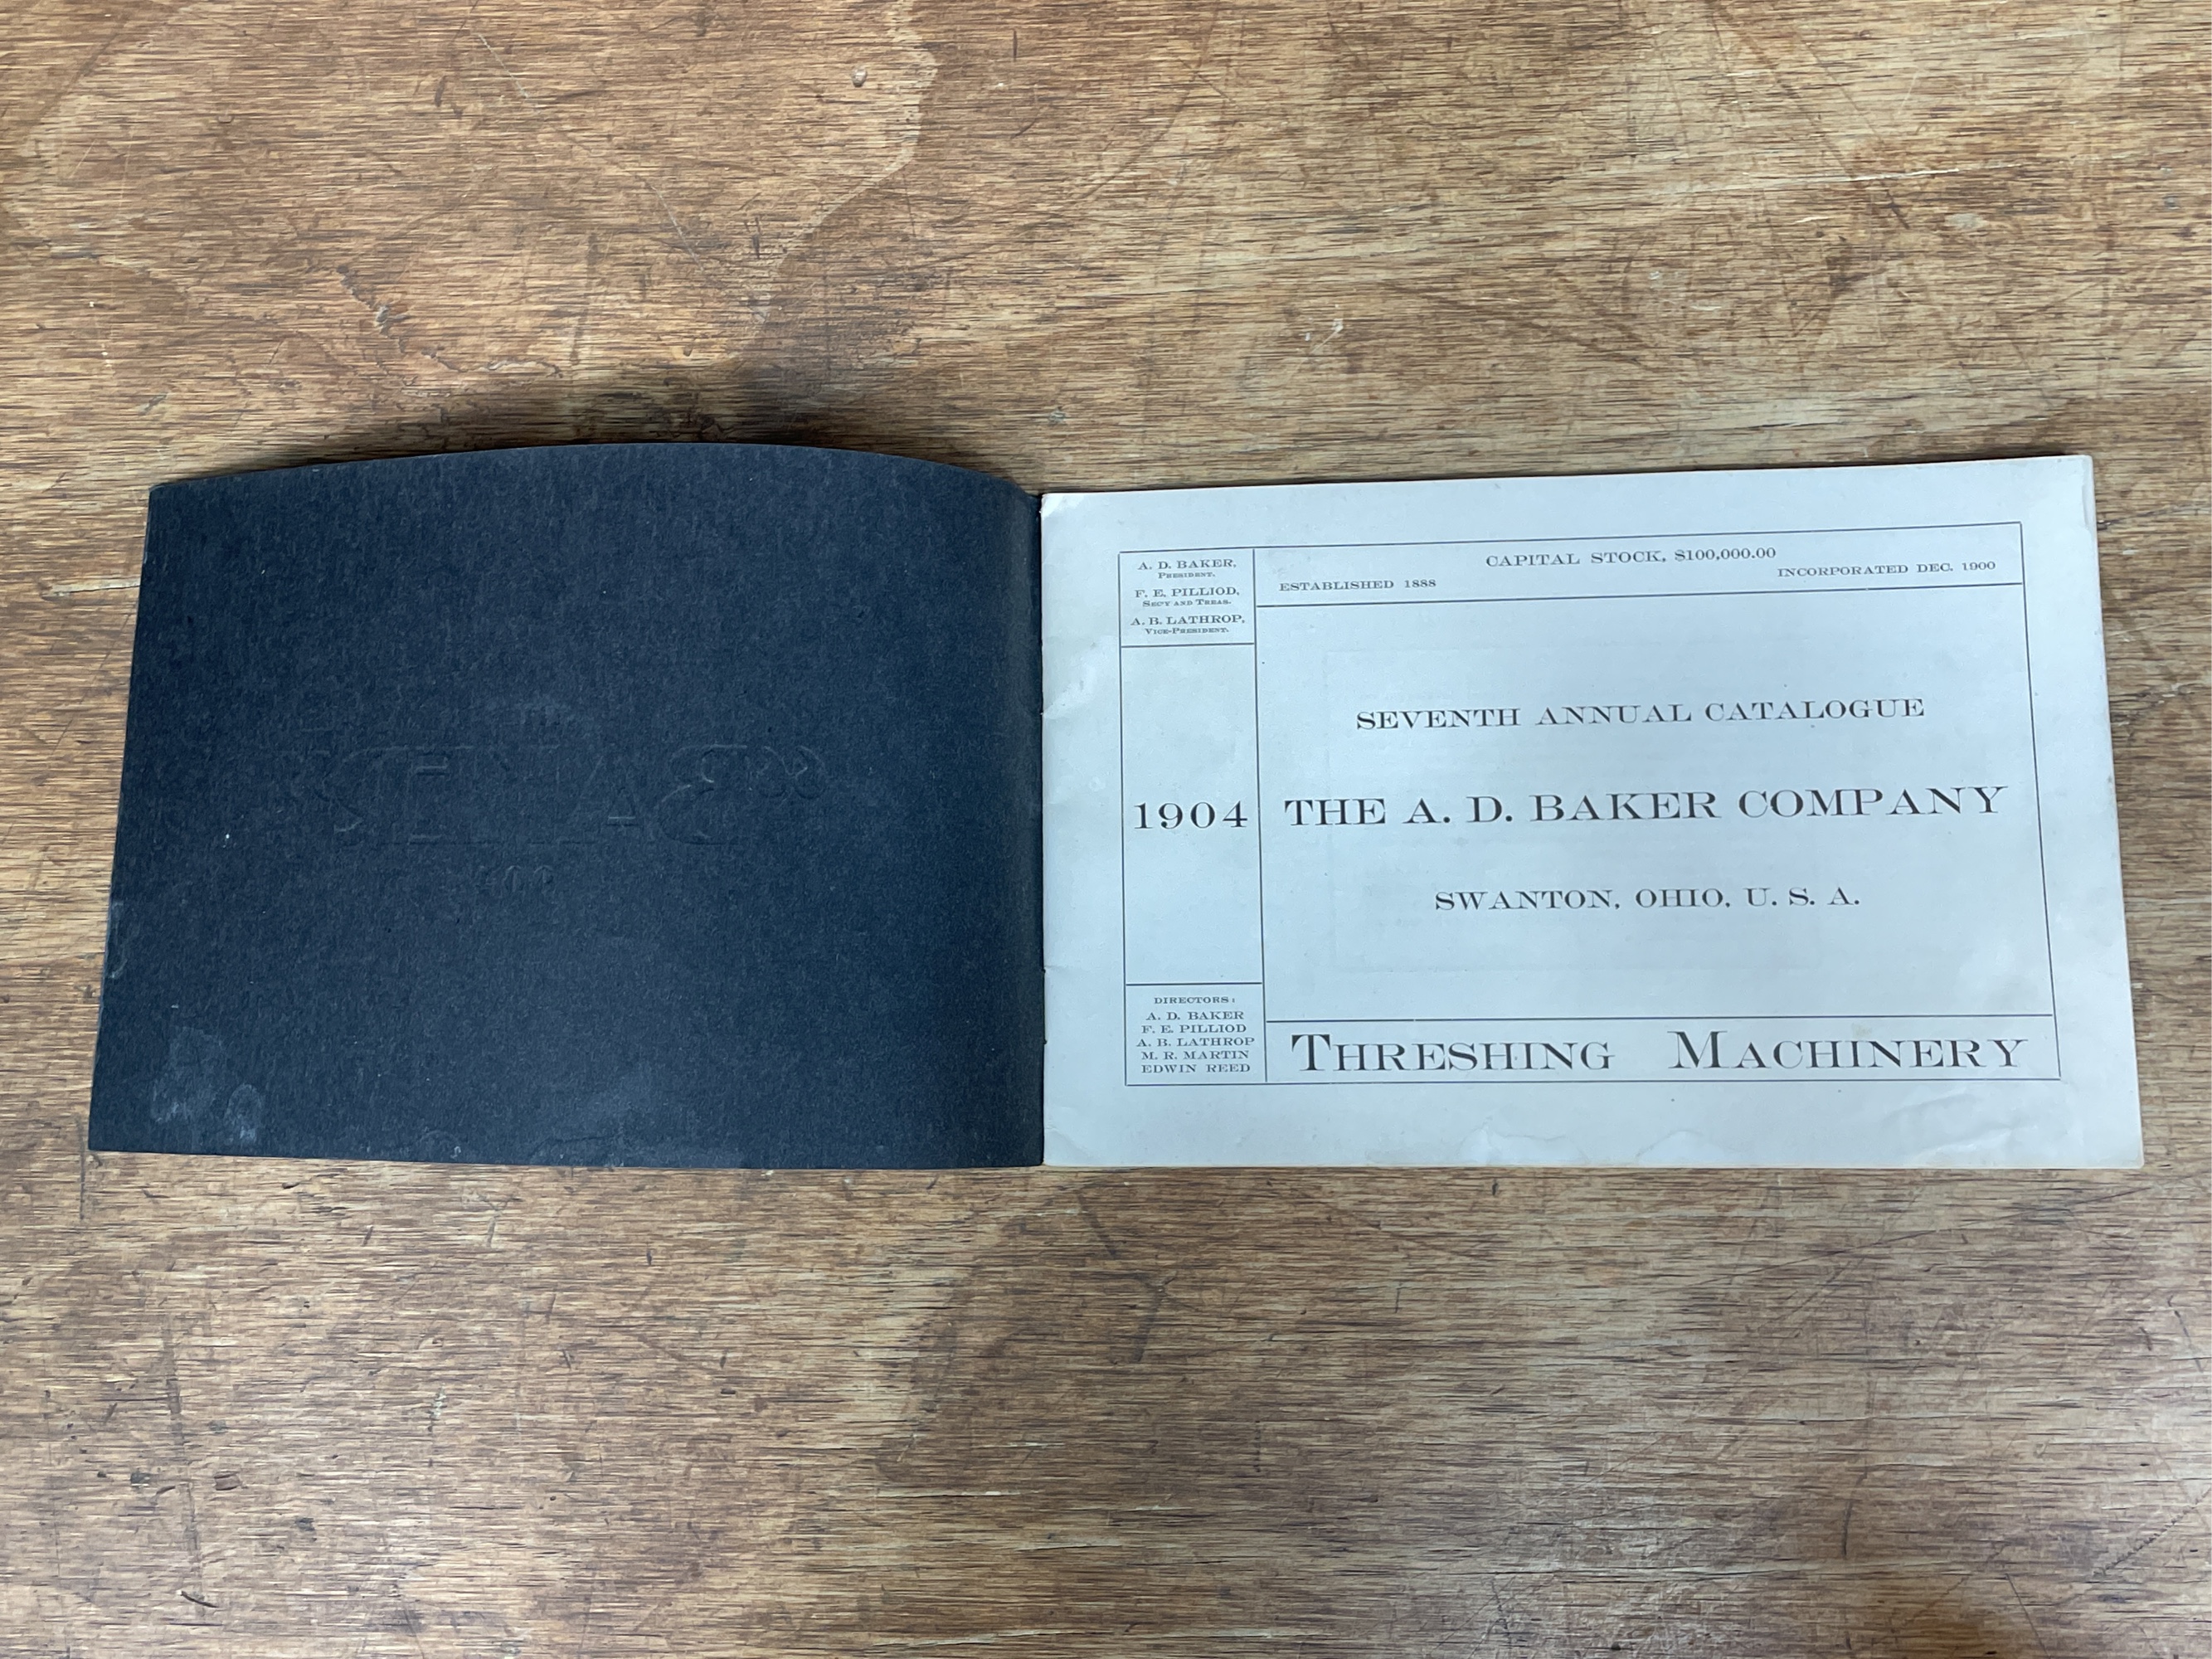 A. D. BAKER,
PRESIDENT.
F. E. PILLIOD,
SEC'Y AND TREAS.
A. B. LATHROP,
VICE-PRESIDENT.
CAPITAL STOCK, $100,000.00
ESTABLISHED 1888
INCORPORATED DEC. 1900
SEVENTH ANNUAL CATALOGUE
1904
THE A. D. BAKER COMPANY
SWANTON, OHIO, U. S. A.
DIRECTORS:
A. D. BAKER
F. E. PILLIOD
A. B. LATHROP
M. R. MARTIN
EDWIN REED
THRESHING MACHINERY